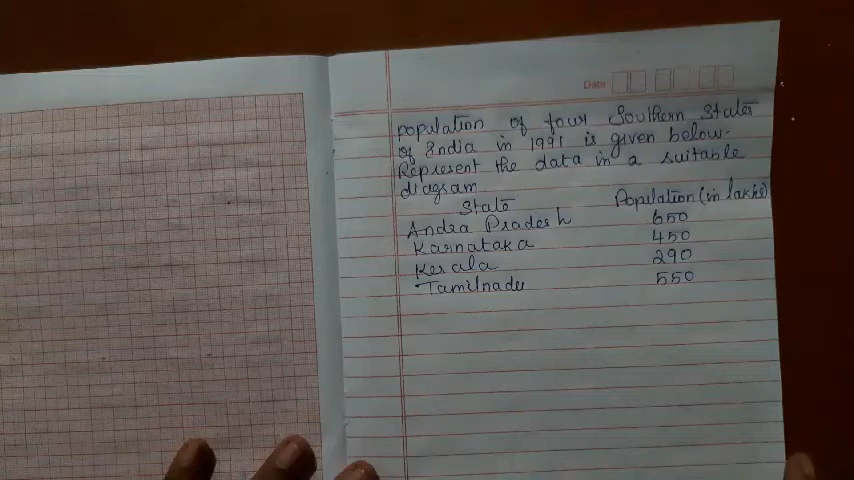 Date
population of four Southern States
of India in 1991 is given below.
Represent the data in a suitable
diagram
State Population (in lakhs)
Andra Pradesh 650
Karnataka 450
Kerala 290
Tamilnadu 550